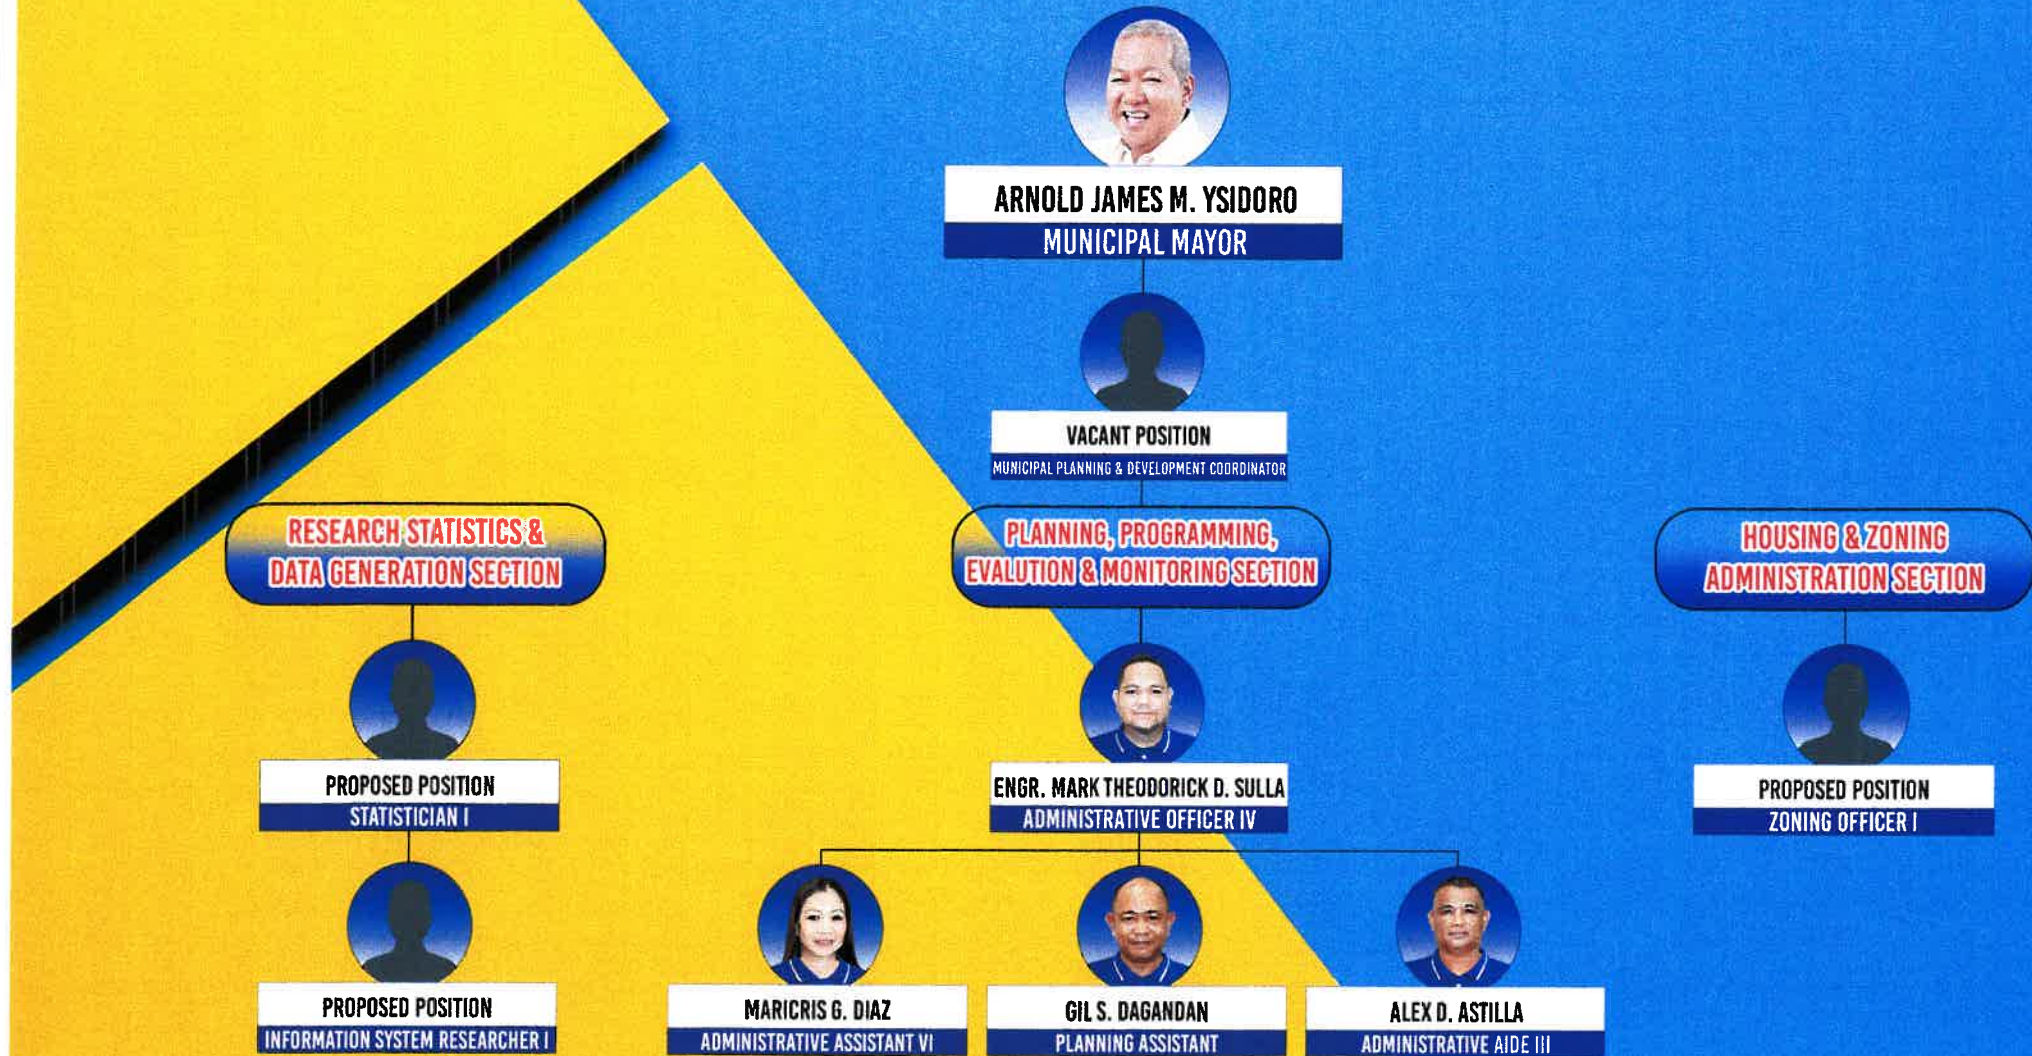 ARNOLD JAMES M. YSIDORO
MUNICIPAL MAYOR
VACANT POSITION
MUNICIPAL PLANNING & DEVELOPMENT COORDINATOR
RESEARCH STATISTICS &
DATA GENERATION SECTION
PLANNING, PROGRAMMING,
EVALUTION & MONITORING SECTION
HOUSING & ZONING
ADMINISTRATION SECTION
PROPOSED POSITION
STATISTICIAN I
ENGR. MARK THEODORICK D. SULLA
ADMINISTRATIVE OFFICER IV
PROPOSED POSITION
ZONING OFFICER I
PROPOSED POSITION
INFORMATION SYSTEM RESEARCHER I
MARICRIS G. DIAZ
ADMINISTRATIVE ASSISTANT VI
GIL S. DAGANDAN
PLANNING ASSISTANT
ALEX D. ASTILLA
ADMINISTRATIVE AIDE III